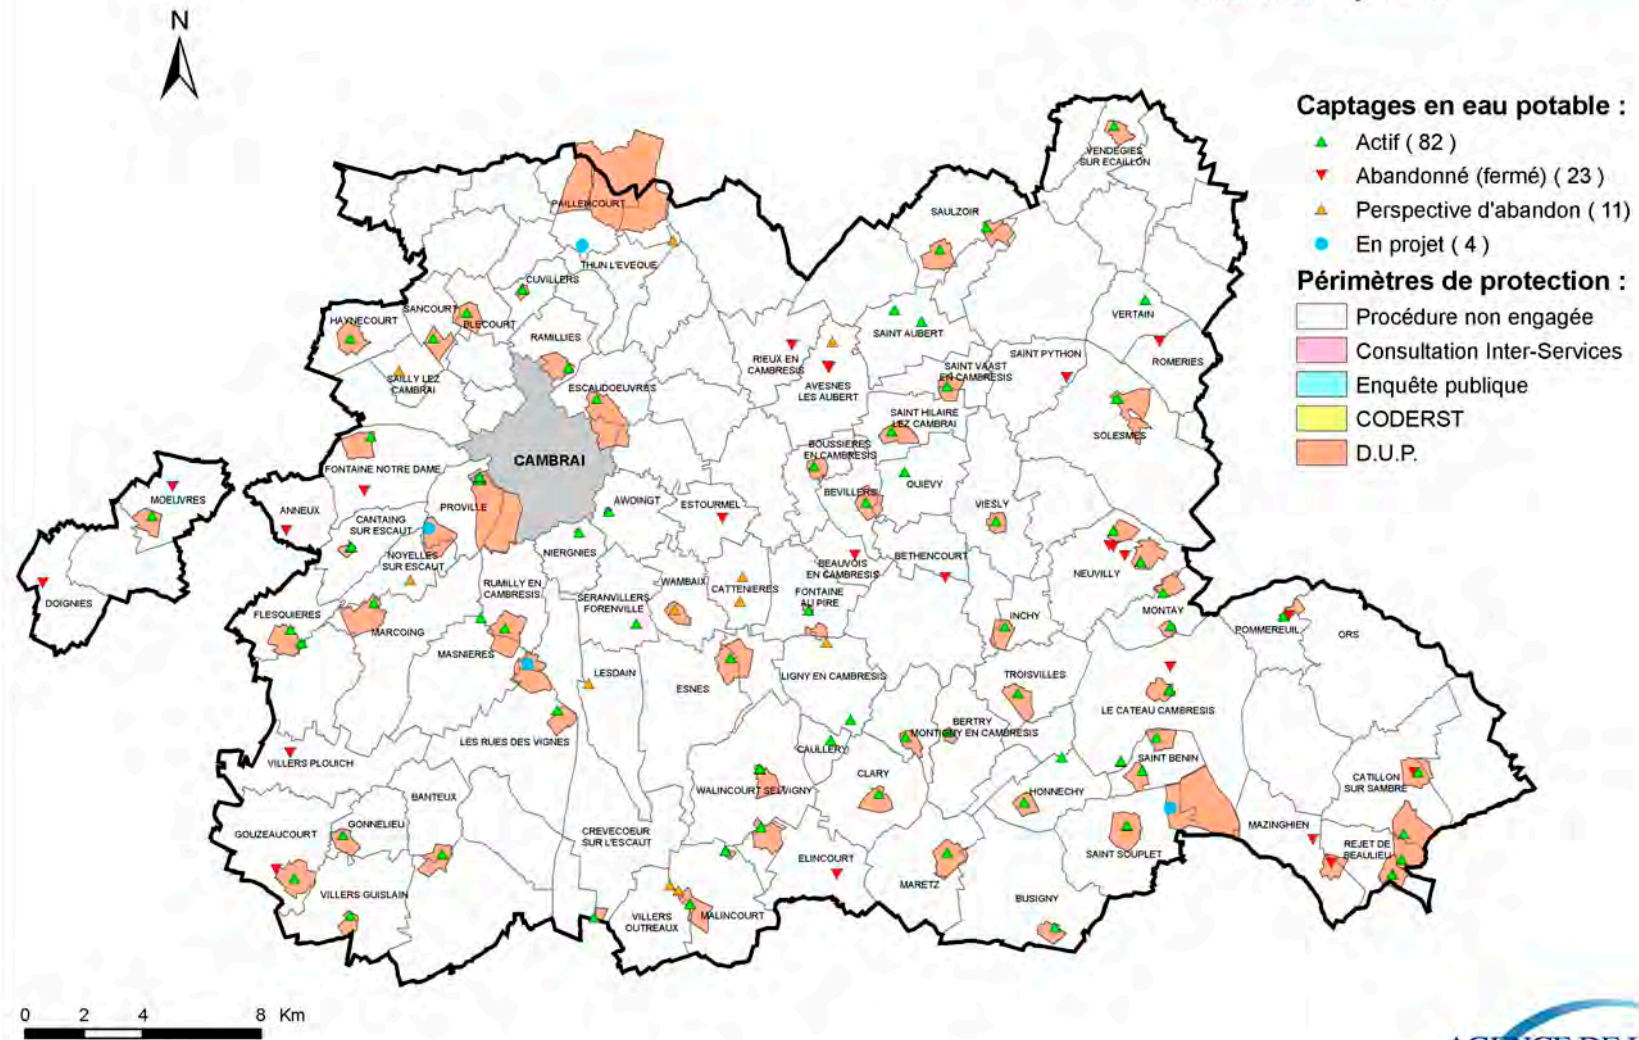 N
Captages en eau potable :
Actif ( 82 )
Abandonné (fermé) ( 23 )
Perspective d'abandon ( 11)
En projet ( 4 )
Périmètres de protection :
Procédure non engagée
Consultation Inter-Services
Enquête publique
CODERST
D.U.P.
VENDEGIES
SUR ECAILLON
PAILLENCOURT
SAULZOIR
THUN L'EVEQUE
CUVILLERS
SANCOURT
BLECOURT
HAYNECOURT
RAMILLIES
SAINT AUBERT
VERTAIN
ROMERIES
RIEUX EN
CAMBRESIS
SAINT PYTHON
SAINT VAAST
EN CAMBRESIS
SAILLY LEZ
CAMBRAI
ESCAUDOEUVRES
AVESNES
LES AUBERT
SAINT HILAIRE
LEZ CAMBRAI
SOLESMES
BOUSSIERES
EN CAMBRESIS
CAMBRAI
FONTAINE NOTRE DAME
QUIEVY
MOEUVRES
BEVILLERS
ANNEUX
PROVILLE
AWOINGT
ESTOURMEL
VIESLY
CANTAING
SUR ESCAUT
NIERGNIES
NOYELLES
SUR ESCAUT
BEAUVOIS
EN CAMBRESIS
BETHENCOURT
NEUVILLY
DOIGNIES
RUMILLY EN
CAMBRESIS
SERANVILLERS
FORENVILLE
WAMBAIX
CATTENIERES
FONTAINE
AU PIRE
FLESQUIERES
MARCOING
INCHY
MONTAY
POMMEREUIL
ORS
MASNIERES
LESDAIN
ESNES
LIGNY EN CAMBRESIS
TROISVILLES
LE CATEAU CAMBRESIS
LES RUES DES VIGNES
BERTRY
MONTIGNY EN CAMBRESIS
CAULLERY
VILLERS PLOUICH
SAINT BENIN
CLARY
CATILLON
SUR SAMBRE
WALINCOURT SELVIGNY
HONNECHY
BANTEUX
GOUZEAUCOURT
GONNELIEU
CREVECOEUR
SUR L'ESCAUT
MAZINGHIEN
REJET DE
BEAULIEU
ELINCOURT
SAINT SOUPLET
MARETZ
VILLERS GUISLAIN
BUSIGNY
VILLERS
OUTREAUX
MALINCOURT
0 2 4 8 Km